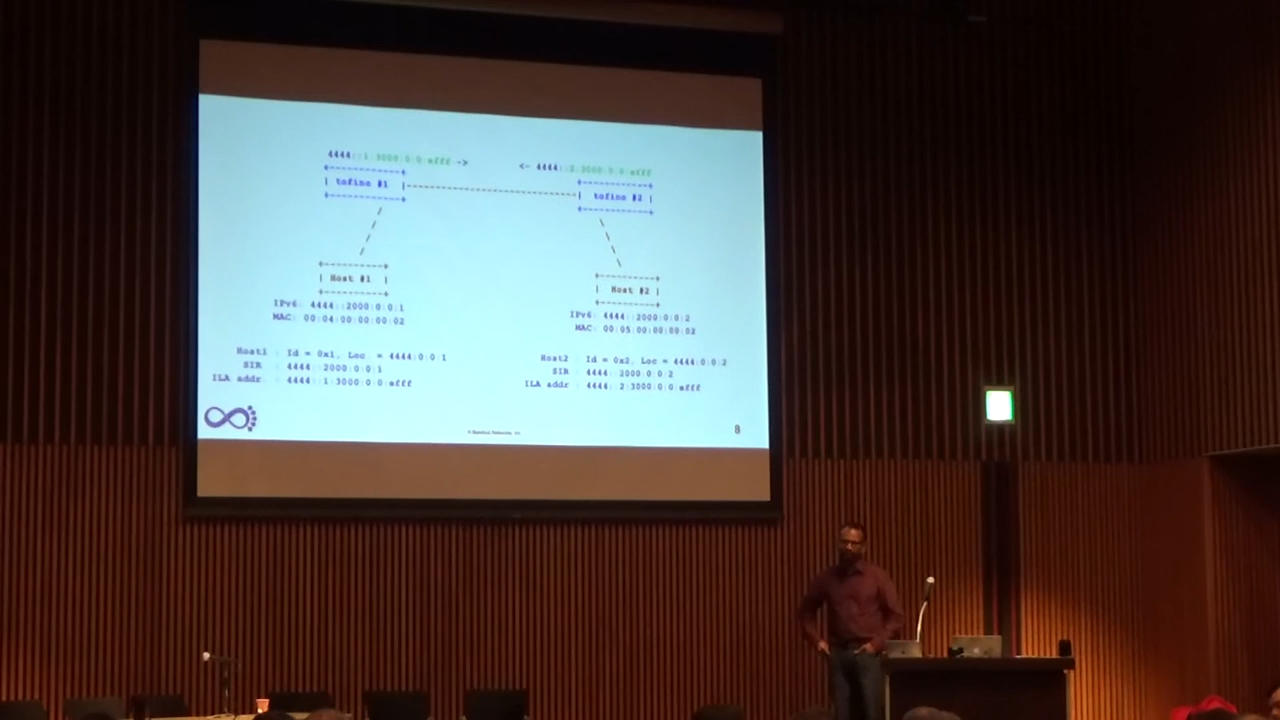 4444::1:3000:0:0:efff ->
<- 4444::2:3000:0:0:efff
+----------+
| tofino #1 |-----------------------| tofino #2 |
+----------+
+---------+
| Host #1 |
+---------+
| Host #2 |
IPv6: 4444::2000:0:0:1
MAC: 00:04:00:00:00:02
IPv6: 4444::2000:0:0:2
MAC: 00:05:00:00:00:02
Host1 : Id = 0x1, Loc. = 4444:0:0:1
SIR : 4444::2000:0:0:1
ILA addr. : 4444::1:3000:0:0:efff
Host2 : Id = 0x2, Loc = 4444:0:0:2
SIR : 4444::2000:0:0:2
ILA addr : 4444::2:3000:0:0:efff
© Barefoot Networks, Inc.
8